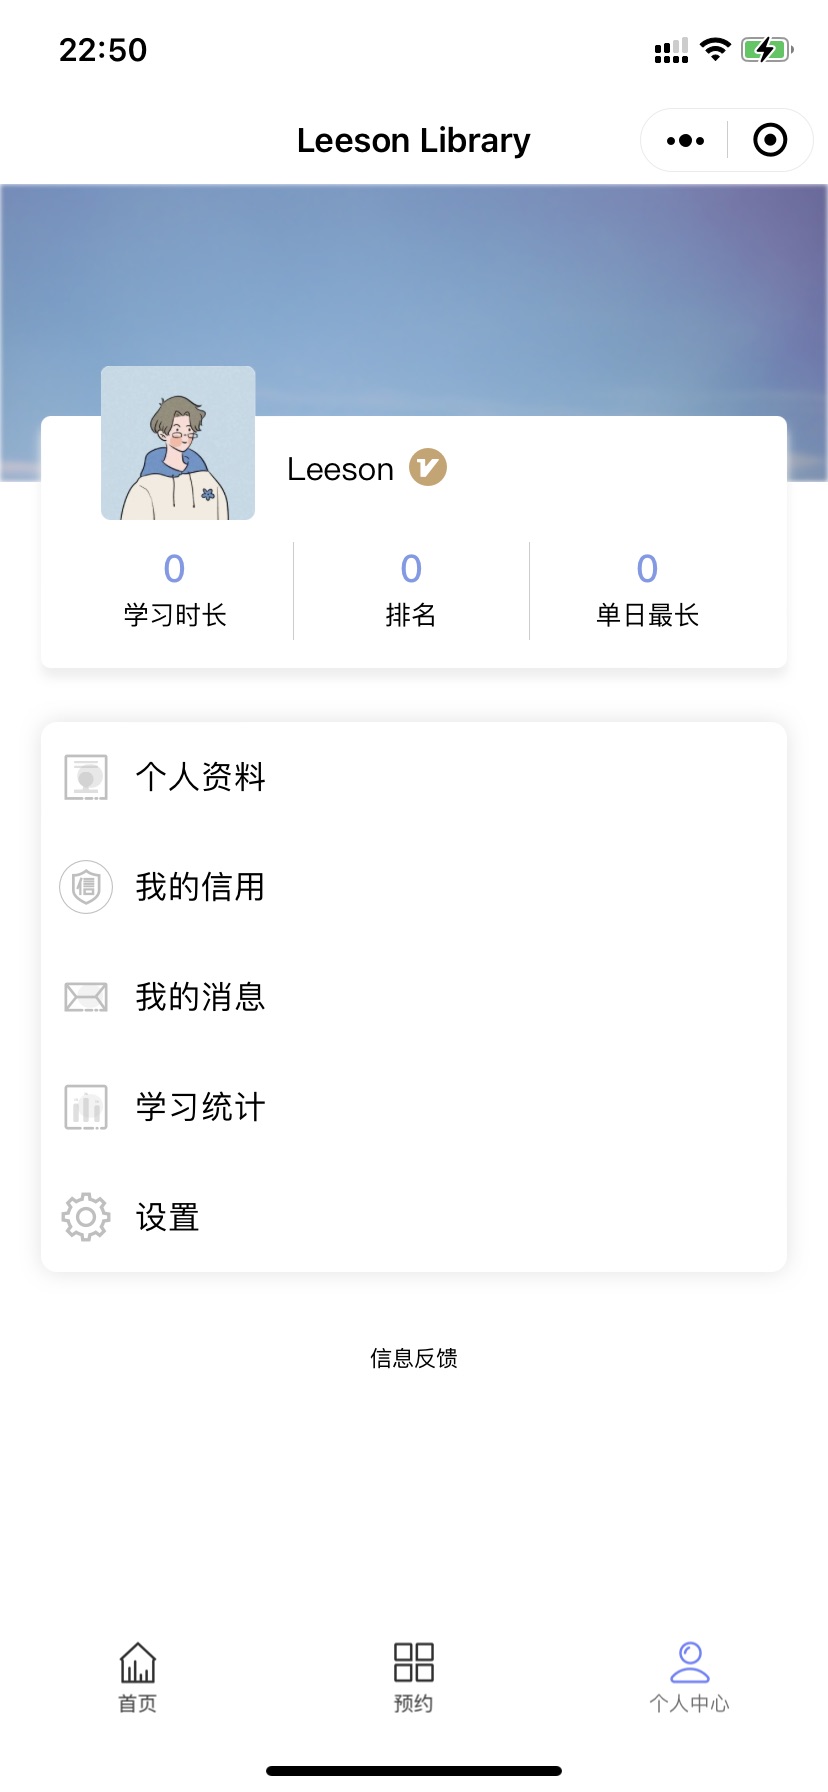 22:50
Leeson Library
Leeson
0
学习时长
0
排名
0
单日最长
个人资料
信
我的信用
我的消息
学习统计
设置
信息反馈
首页
预约
个人中心